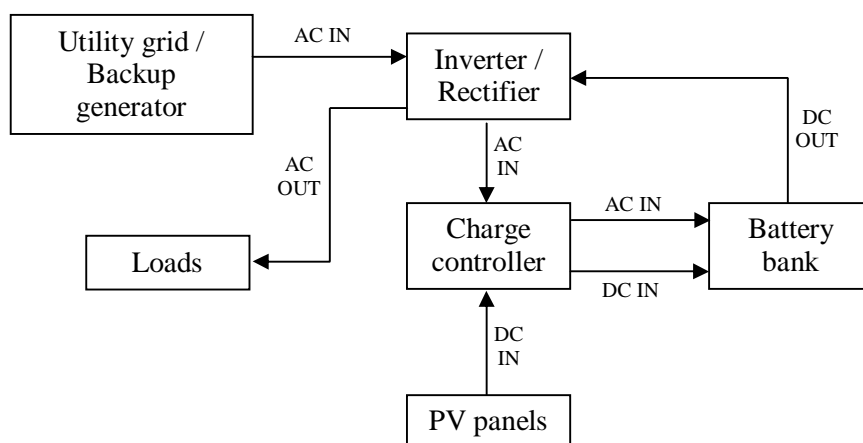 Utility grid /
Backup
generator
AC IN
Inverter /
Rectifier
DC
OUT
AC
OUT
AC
IN
Loads
Charge
controller
AC IN
DC IN
Battery
bank
DC
IN
PV panels